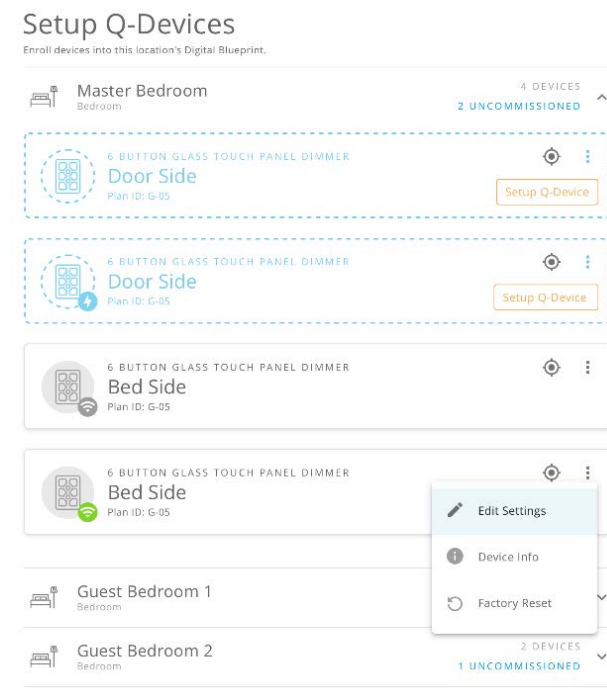 Setup Q-Devices
Enroll devices into this location's Digital Blueprint.
Master Bedroom
Bedroom
4 DEVICES
2 UNCOMMISSIONED
6 BUTTON GLASS TOUCH PANEL DIMMER
Door Side
Plan ID: G-05
Setup Q-Device
6 BUTTON GLASS TOUCH PANEL DIMMER
Door Side
Plan ID: G-05
Setup Q-Device
6 BUTTON GLASS TOUCH PANEL DIMMER
Bed Side
Plan ID: G-05
6 BUTTON GLASS TOUCH PANEL DIMMER
Bed Side
Plan ID: G-05
Edit Settings
Device Info
Factory Reset
Guest Bedroom 1
Bedroom
Guest Bedroom 2
Bedroom
2 DEVICES
1 UNCOMMISSIONED